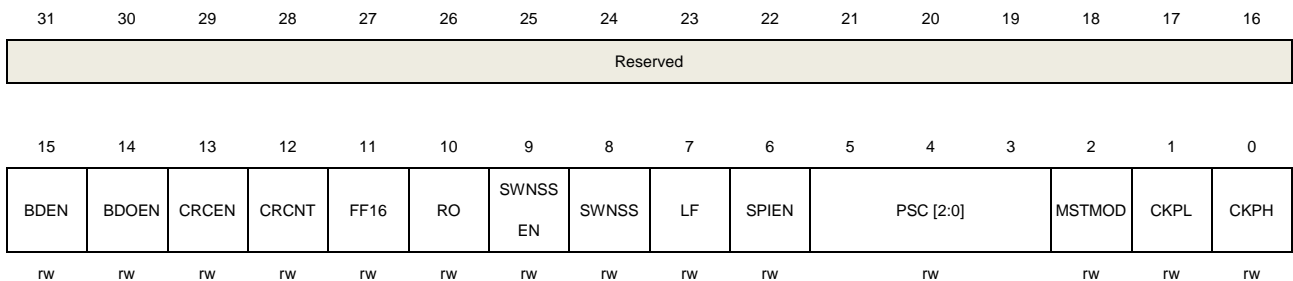 31 30 29 28 27 26 25 24 23 22 21 20 19 18 17 16
Reserved
15 14 13 12 11 10 9 8 7 6 5 4 3 2 1 0
BDEN BDOEN CRCEN CRCNT FF16 RO SWNSS EN SWNSS LF SPIEN PSC [2:0] MSTMOD CKPL CKPH
rw rw rw rw rw rw rw rw rw rw rw rw rw rw